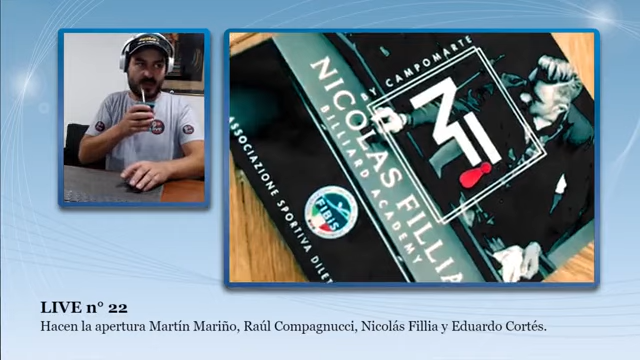 BY CAMPOMARTE
NICOLAS FILLIA
BILLIARD ACADEMY
NF!
ASSOCIAZIONE SPORTIVA DILET
FIBIS
LIVE n° 22
Hacen la apertura Martín Mariño, Raúl Compagnucci, Nicolás Fillia y Eduardo Cortés.